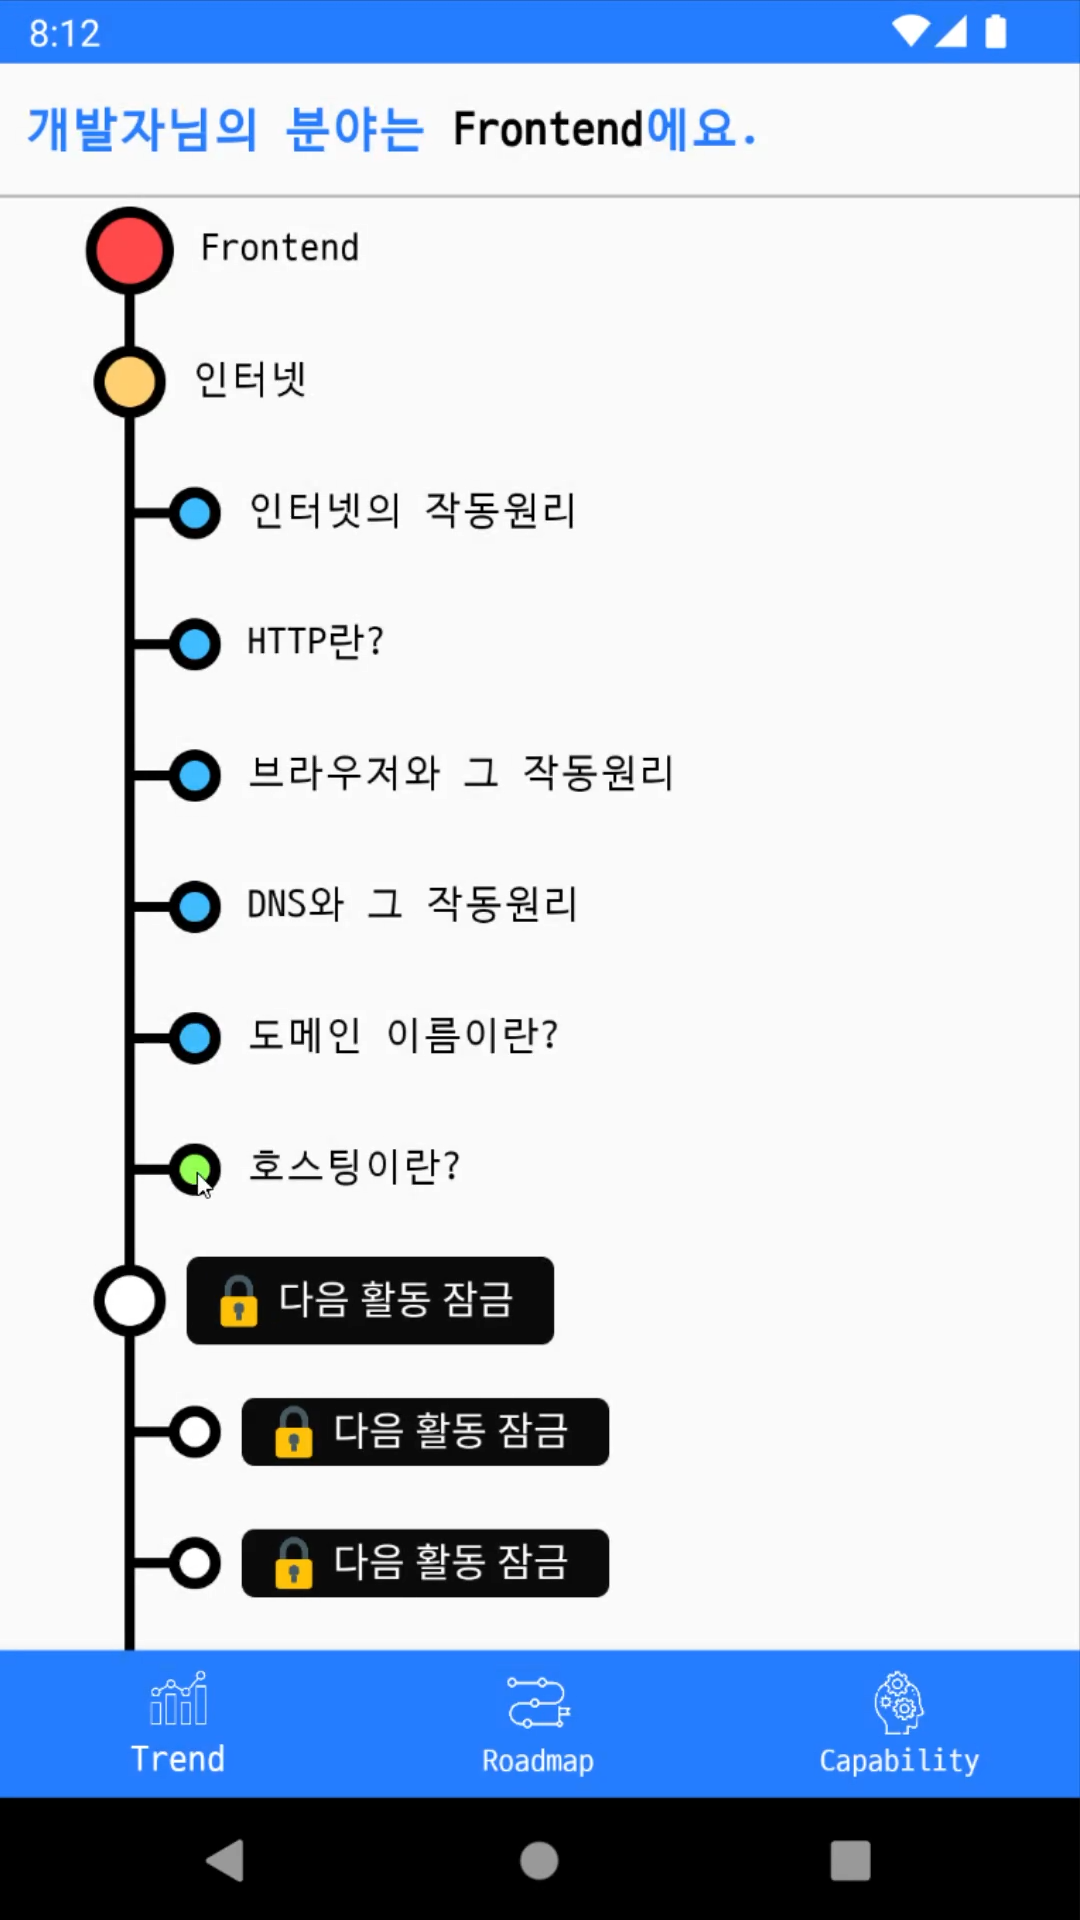 8:12
개발자님의 분야는 Frontend에요.
Frontend
인터넷
인터넷의 작동원리
HTTP란?
브라우저와 그 작동원리
DNS와 그 작동원리
도메인 이름이란?
호스팅이란?
다음 활동 잠금
다음 활동 잠금
다음 활동 잠금
Trend
Roadmap
Capability